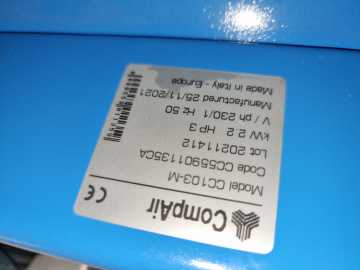 CompAir
CE
Model CC103-M
Code CC55901135CA
Lot 20211412
kW 2.2 HP 3
V / ph 230/1 Hz 50
Manufactured 25/11/2021
Made in Italy - Europe